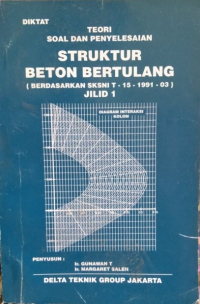 DIKTAT
TEORI
SOAL DAN PENYELESAIAN
STRUKTUR
BETON BERTULANG
( BERDASARKAN SKSNI T - 15 - 1991 - 03 )
JILID 1
DIAGRAM INTERAKSI
KOLOM
PENYUSUN :
Ir. GUNAWAN T
Ir. MARGARET SALEH
DELTA TEKNIK GROUP JAKARTA